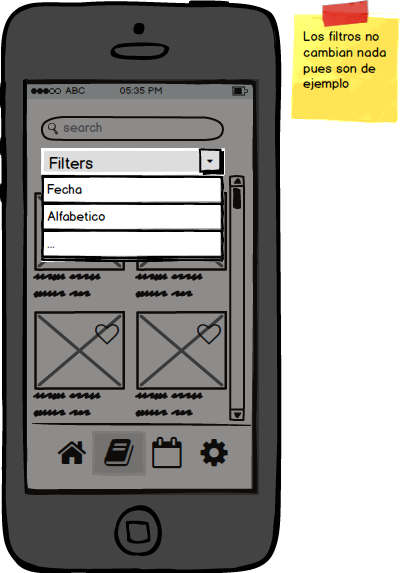 Los filtros no
cambian nada
pues son de
ejemplo
ABC 05:35 PM
search
Filters
Fecha
Alfabetico
...